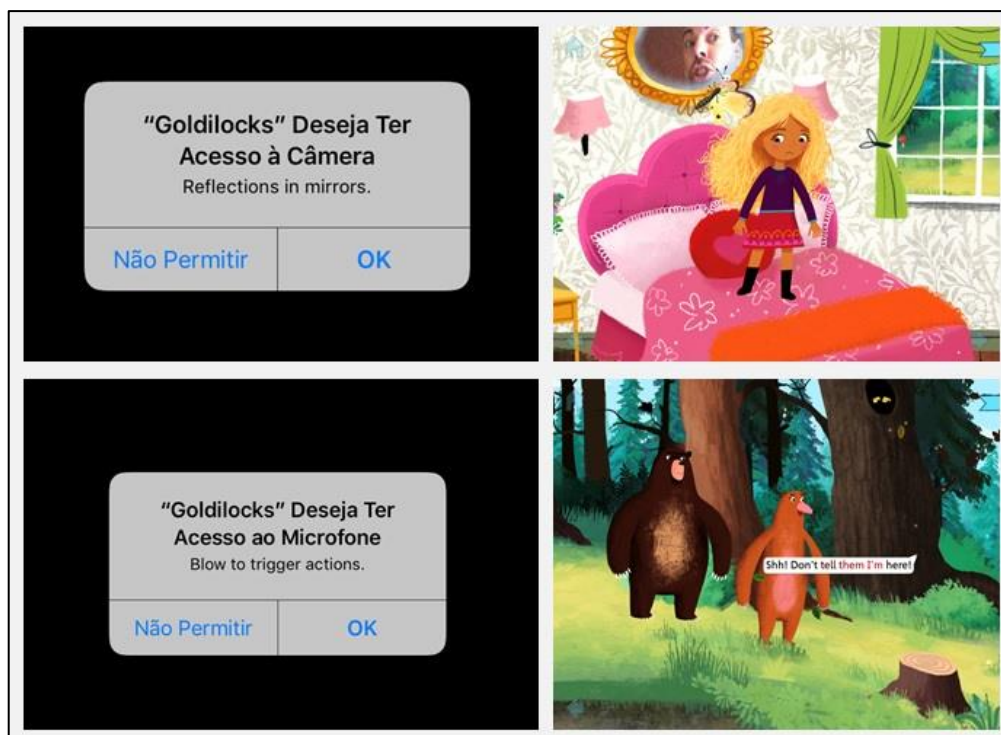 “Goldilocks” Deseja Ter
Acesso à Câmera
Reflections in mirrors.
Não Permitir
OK
“Goldilocks” Deseja Ter
Acesso ao Microfone
Blow to trigger actions.
Não Permitir
OK
Shh! Don't tell them I'm here!